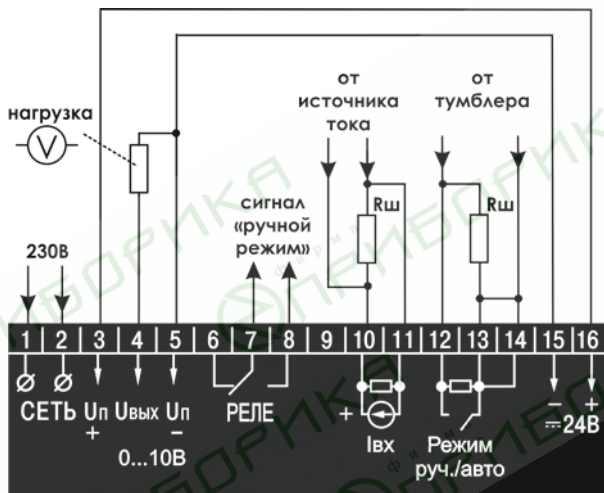 от
источника
тока
от
тумблера
нагрузка
V
Rш
Rш
сигнал
«ручной
режим»
230В
1 2 3 4 5 6 7 8 9 10 11 12 13 14 15 16
СЕТЬ Uп Uвых Uп РЕЛЕ + Iвх Режим − +
+ − руч./авто 24В
0...10В
фирма
ПРИБОРИКА